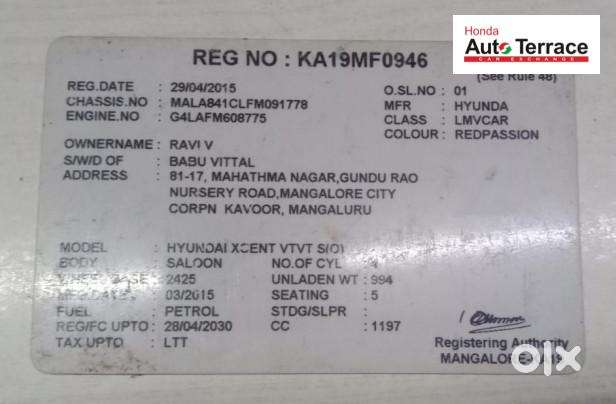 Honda
Auto Terrace
CAR EXCHANGE
REG NO : KA19MF0946
(See Rule 48)
REG.DATE : 29/04/2015 O.SL.NO : 01
CHASSIS.NO : MALA841CLFM091778 MFR : HYUNDA
ENGINE.NO : G4LAFM608775 CLASS : LMVCAR
COLOUR : REDPASSION
OWNERNAME : RAVI V
S/W/D OF : BABU VITTAL
ADDRESS : 81-17, MAHATHMA NAGAR,GUNDU RAO
NURSERY ROAD,MANGALORE CITY
CORPN KAVOOR, MANGALURU
MODEL : HYUNDAI XCENT VTVT S(O)
BODY : SALOON NO.OF CYL :
: 2425 UNLADEN WT : 994
: 03/2015 SEATING : 5
FUEL : PETROL STDG/SLPR :
REG/FC UPTO : 28/04/2030 CC : 1197
TAX UPTO : LTT
Registering Authority
MANGALORE-KA19
olx